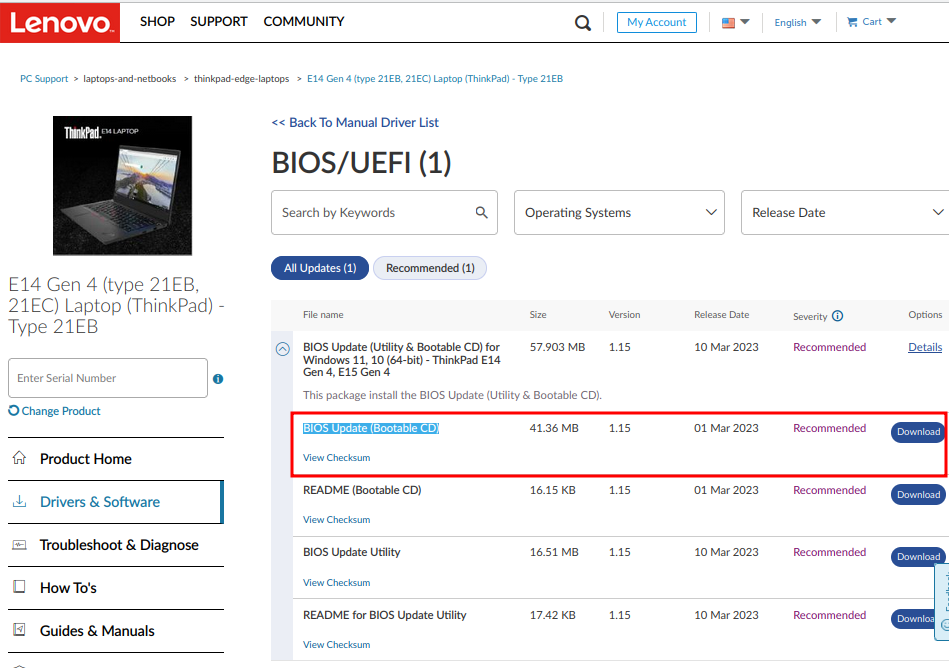 Lenovo
SHOP SUPPORT COMMUNITY
My Account
English
Cart
PC Support > laptops-and-netbooks > thinkpad-edge-laptops > E14 Gen 4 (type 21EB, 21EC) Laptop (ThinkPad) - Type 21EB
ThinkPad. E14 LAPTOP
E14 Gen 4 (type 21EB,
21EC) Laptop (ThinkPad) -
Type 21EB
Enter Serial Number
Change Product
Product Home
Drivers & Software
Troubleshoot & Diagnose
How To's
Guides & Manuals
<< Back To Manual Driver List
BIOS/UEFI (1)
Search by Keywords
Operating Systems
Release Date
All Updates (1)
Recommended (1)
File name Size Version Release Date Severity Options
BIOS Update (Utility & Bootable CD) for 57.903 MB 1.15 10 Mar 2023 Recommended Details
Windows 11, 10 (64-bit) - ThinkPad E14
Gen 4, E15 Gen 4
This package install the BIOS Update (Utility & Bootable CD).
BIOS Update (Bootable CD) 41.36 MB 1.15 01 Mar 2023 Recommended Download
View Checksum
README (Bootable CD) 16.15 KB 1.15 01 Mar 2023 Recommended Download
View Checksum
BIOS Update Utility 16.51 MB 1.15 10 Mar 2023 Recommended Download
View Checksum
README for BIOS Update Utility 17.42 KB 1.15 10 Mar 2023 Recommended Downloa
View Checksum